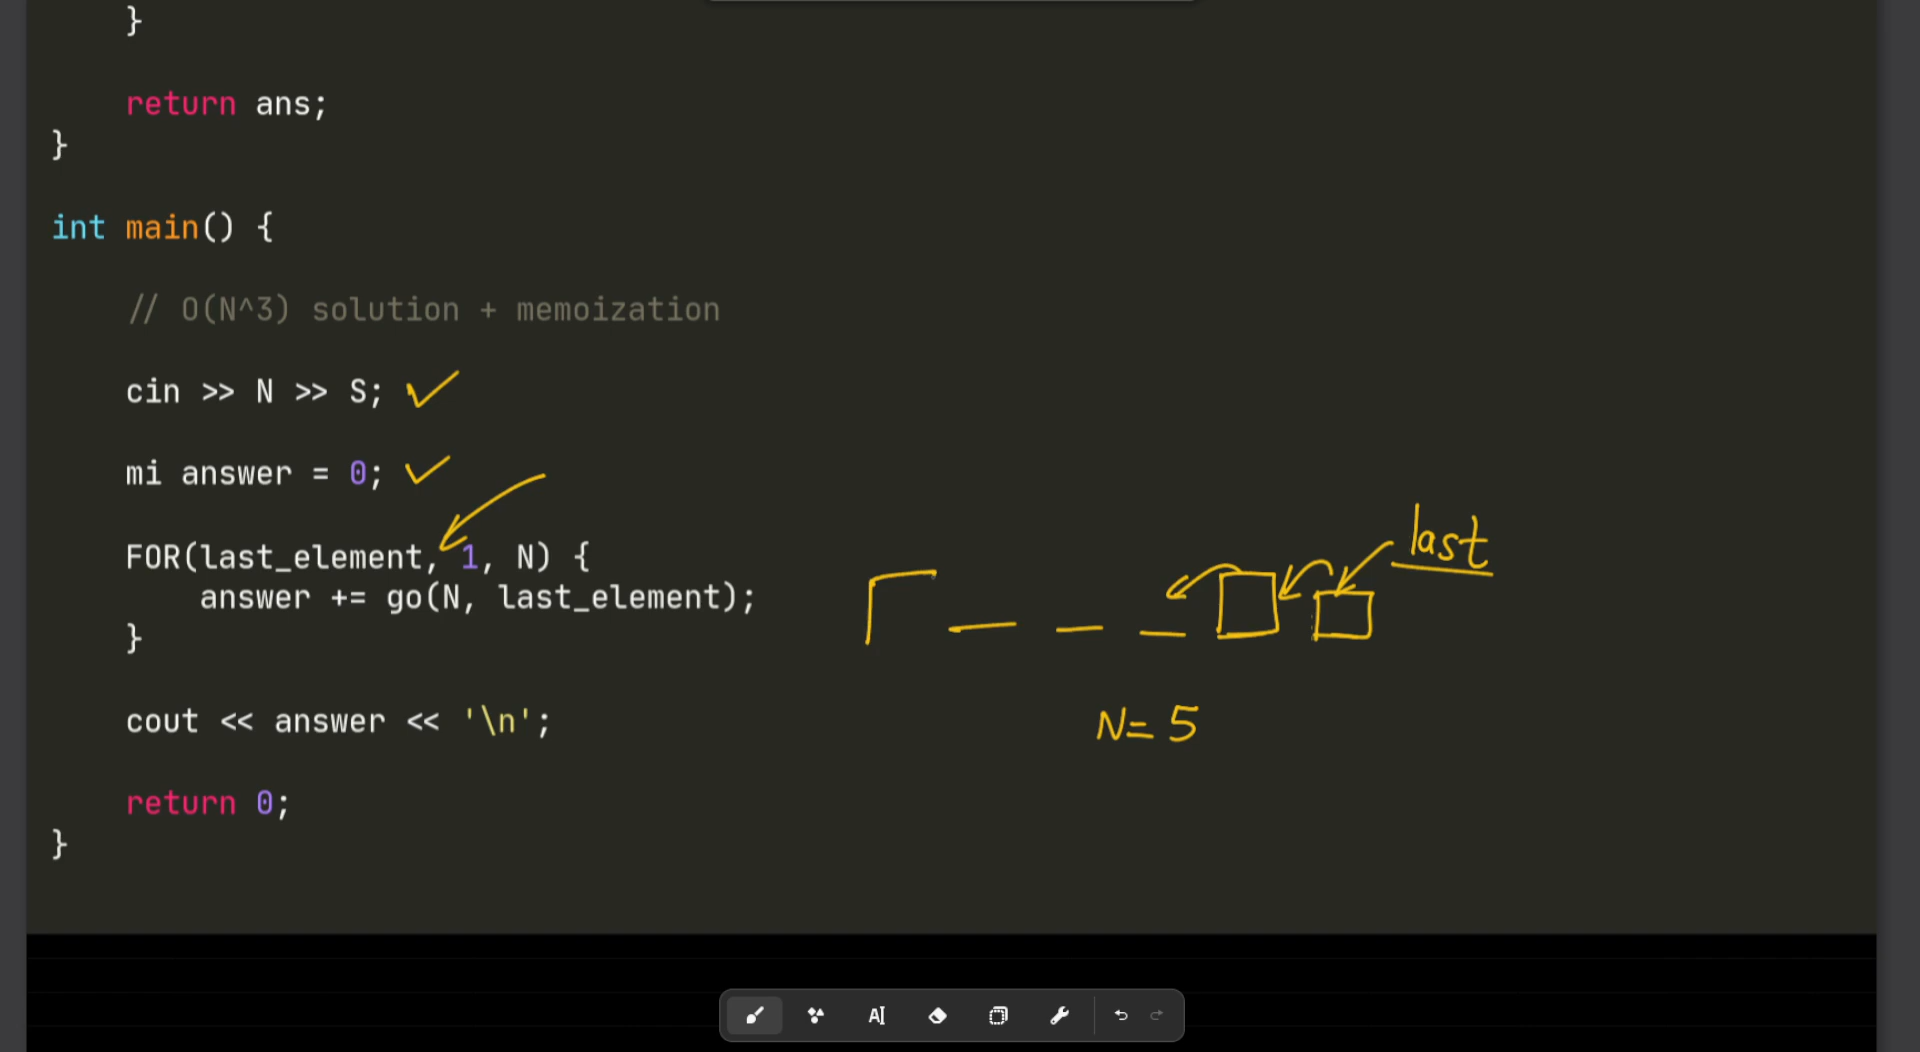 }
return ans;
}
int main() {
// O(N^3) solution + memoization
cin >> N >> S;
mi answer = 0;
FOR(last_element, 1, N) {
answer += go(N, last_element);
}
cout << answer << '\n';
return 0;
}
last
N= 5
AI